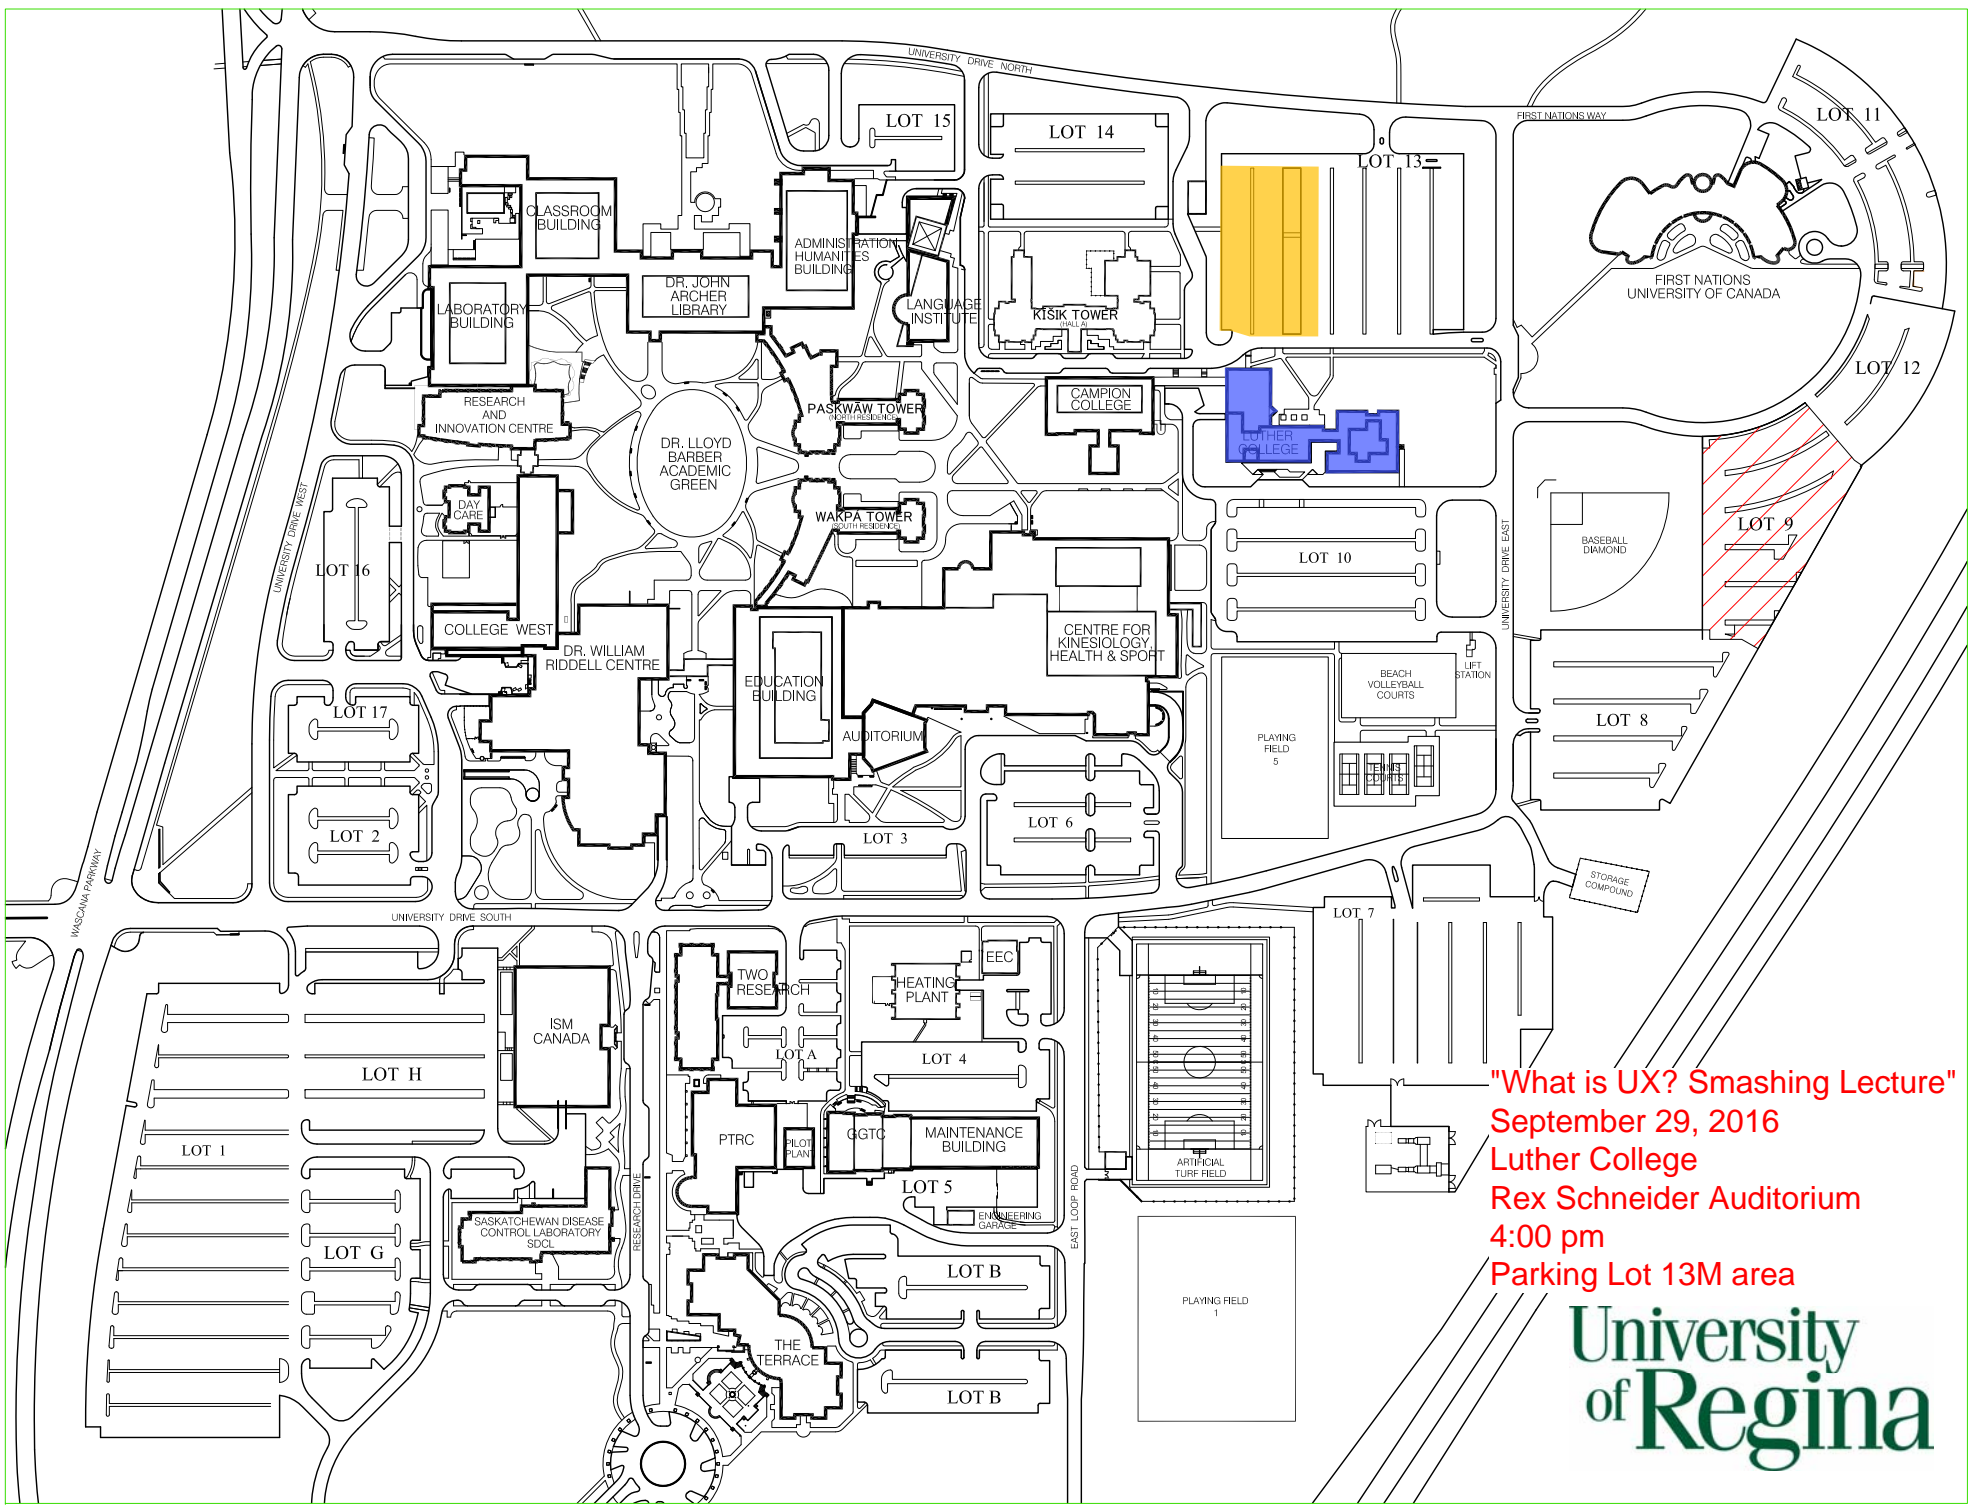 UNIVERSITY DRIVE NORTH
FIRST NATIONS WAY
LOT 11
LOT 15
LOT 14
LOT 13
CLASSROOM
BUILDING
ADMINISTRATION
HUMANITIES
BUILDING
DR. JOHN
ARCHER
LIBRARY
LABORATORY
BUILDING
LANGUAGE
INSTITUTE
KĪŠIK TOWER
(HALL A)
FIRST NATIONS
UNIVERSITY OF CANADA
LOT 12
RESEARCH
AND
INNOVATION CENTRE
PASKWĀW TOWER
(NORTH RESIDENCE)
CAMPION
COLLEGE
LUTHER
COLLEGE
DR. LLOYD
BARBER
ACADEMIC
GREEN
UNIVERSITY DRIVE WEST
DAY
CARE
WAKPĀ TOWER
(SOUTH RESIDENCE)
LOT 16
LOT 10
UNIVERSITY DRIVE EAST
BASEBALL
DIAMOND
LOT 9
COLLEGE WEST
DR. WILLIAM
RIDDELL CENTRE
CENTRE FOR
KINESIOLOGY,
HEALTH & SPORT
EDUCATION
BUILDING
BEACH
VOLLEYBALL
COURTS
LIFT
STATION
LOT 17
AUDITORIUM
LOT 8
PLAYING
FIELD
5
TENNIS
COURTS
LOT 2
LOT 3
LOT 6
WASCANA PARKWAY
STORAGE
COMPOUND
UNIVERSITY DRIVE SOUTH
LOT 7
TWO
RESEARCH
HEATING
PLANT
EEC
ISM
CANADA
LOT A
LOT 4
LOT H
LOT 1
PTRC
PILOT
PLANT
GGTC
MAINTENANCE
BUILDING
ARTIFICIAL
TURF FIELD
LOT 5
ENGINEERING
GARAGE
EAST LOOP ROAD
RESEARCH DRIVE
SASKATCHEWAN DISEASE
CONTROL LABORATORY
SDCL
LOT G
LOT B
PLAYING FIELD
1
THE
TERRACE
LOT B
"What is UX? Smashing Lecture"
September 29, 2016
Luther College
Rex Schneider Auditorium
4:00 pm
Parking Lot 13M area
University
of Regina